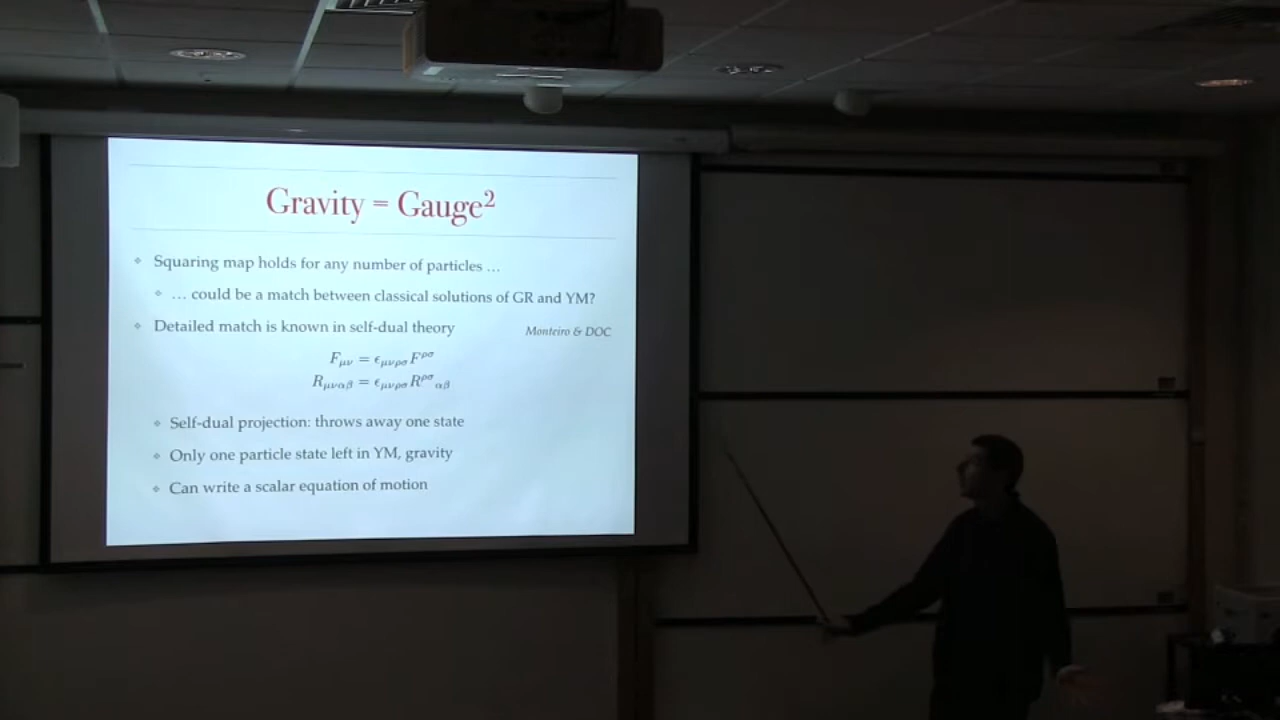 Gravity = Gauge²
Squaring map holds for any number of particles …
… could be a match between classical solutions of GR and YM?
Detailed match is known in self-dual theory Monteiro & DOC
F_{μν} = ϵ_{μνρσ} F^{ρσ}
R_{μναβ} = ϵ_{μνρσ} R^{ρσ}_{αβ}
Self-dual projection: throws away one state
Only one particle state left in YM, gravity
Can write a scalar equation of motion